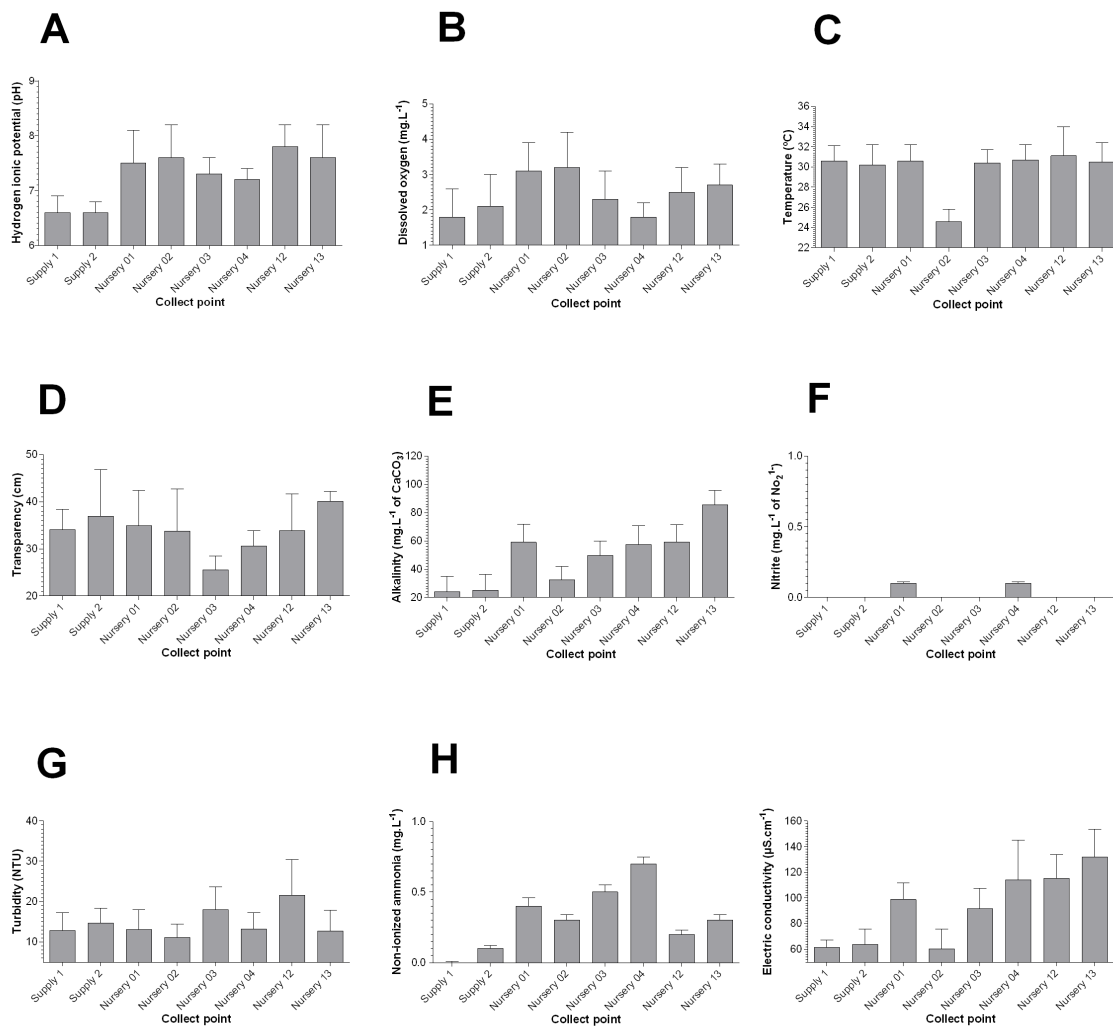 A
B
C
Hydrogen ionic potential (pH)
9
8
7
6
Supply 1
Supply 2
Nursery 01
Nursery 02
Nursery 03
Nursery 04
Nursery 12
Nursery 13
Collect point
Dissolved oxygen (mg.L⁻¹)
5
4
3
2
1
Supply 1
Supply 2
Nursery 01
Nursery 02
Nursery 03
Nursery 04
Nursery 12
Nursery 13
Collect point
Temperature (ºC)
36
34
32
30
28
26
24
22
Supply 1
Supply 2
Nursery 01
Nursery 02
Nursery 03
Nursery 04
Nursery 12
Nursery 13
Collect point
D
E
F
Transparency (cm)
50
40
30
20
Supply 1
Supply 2
Nursery 01
Nursery 02
Nursery 03
Nursery 04
Nursery 12
Nursery 13
Collect point
Alkalinity (mg.L⁻¹ of CaCO₃)
120
100
80
60
40
20
Supply 1
Supply 2
Nursery 01
Nursery 02
Nursery 03
Nursery 04
Nursery 12
Nursery 13
Collect point
Nitrite (mg.L⁻¹ of No₂¹⁻)
1.0
0.5
0.0
Supply 1
Supply 2
Nursery 01
Nursery 02
Nursery 03
Nursery 04
Nursery 12
Nursery 13
Collect point
G
H
Turbidity (NTU)
40
30
20
10
Supply 1
Supply 2
Nursery 01
Nursery 02
Nursery 03
Nursery 04
Nursery 12
Nursery 13
Collect point
Non-ionized ammonia (mg.L⁻¹)
1.0
0.5
0.0
Supply 1
Supply 2
Nursery 01
Nursery 02
Nursery 03
Nursery 04
Nursery 12
Nursery 13
Collect point
Electric conductivity (µS.cm⁻¹)
160
140
120
100
80
60
Supply 1
Supply 2
Nursery 01
Nursery 02
Nursery 03
Nursery 04
Nursery 12
Nursery 13
Collect point